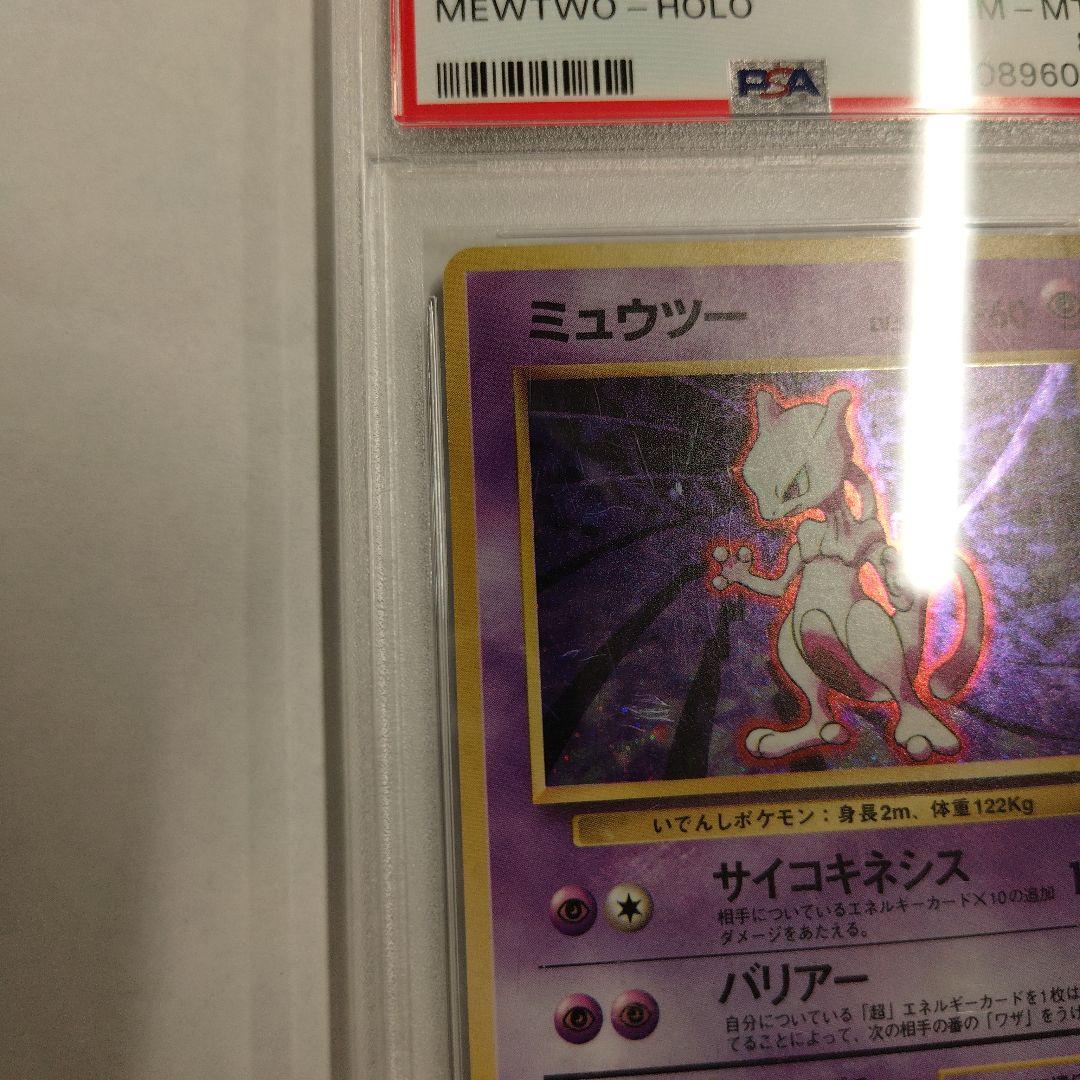 MEWTWO-HOLO
PSA
08960
ミュウツー
いでんしポケモン：身長2m、体重122Kg
サイコキネシス
相手についているエネルギーカード×10の追加
ダメージをあたえる。
バリアー
自分についている「超」エネルギーカードを1枚
てることによって、次の相手の番の「ワザ」をうけ